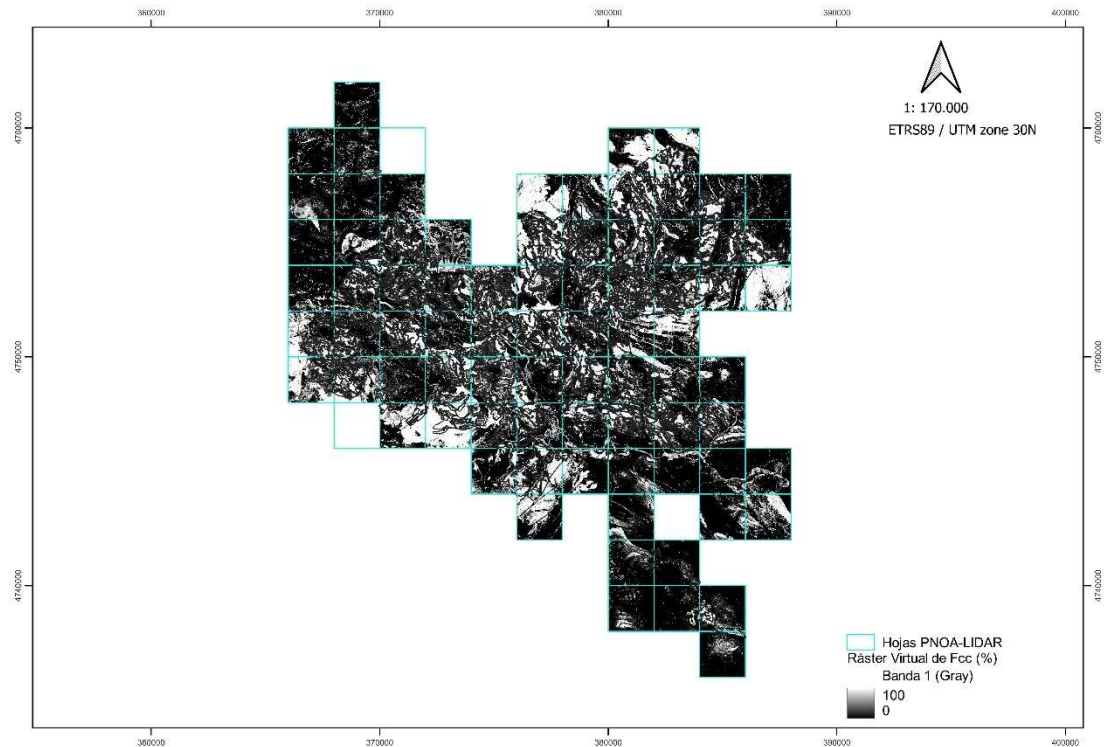 360000 370000 380000 390000 400000
1: 170.000
ETRS89 / UTM zone 30N
4760000 4760000
4750000 4750000
4740000 4740000
Hojas PNOA-LIDAR
Ráster Virtual de Fcc (%)
Banda 1 (Gray)
100
0
360000 370000 380000 390000 400000